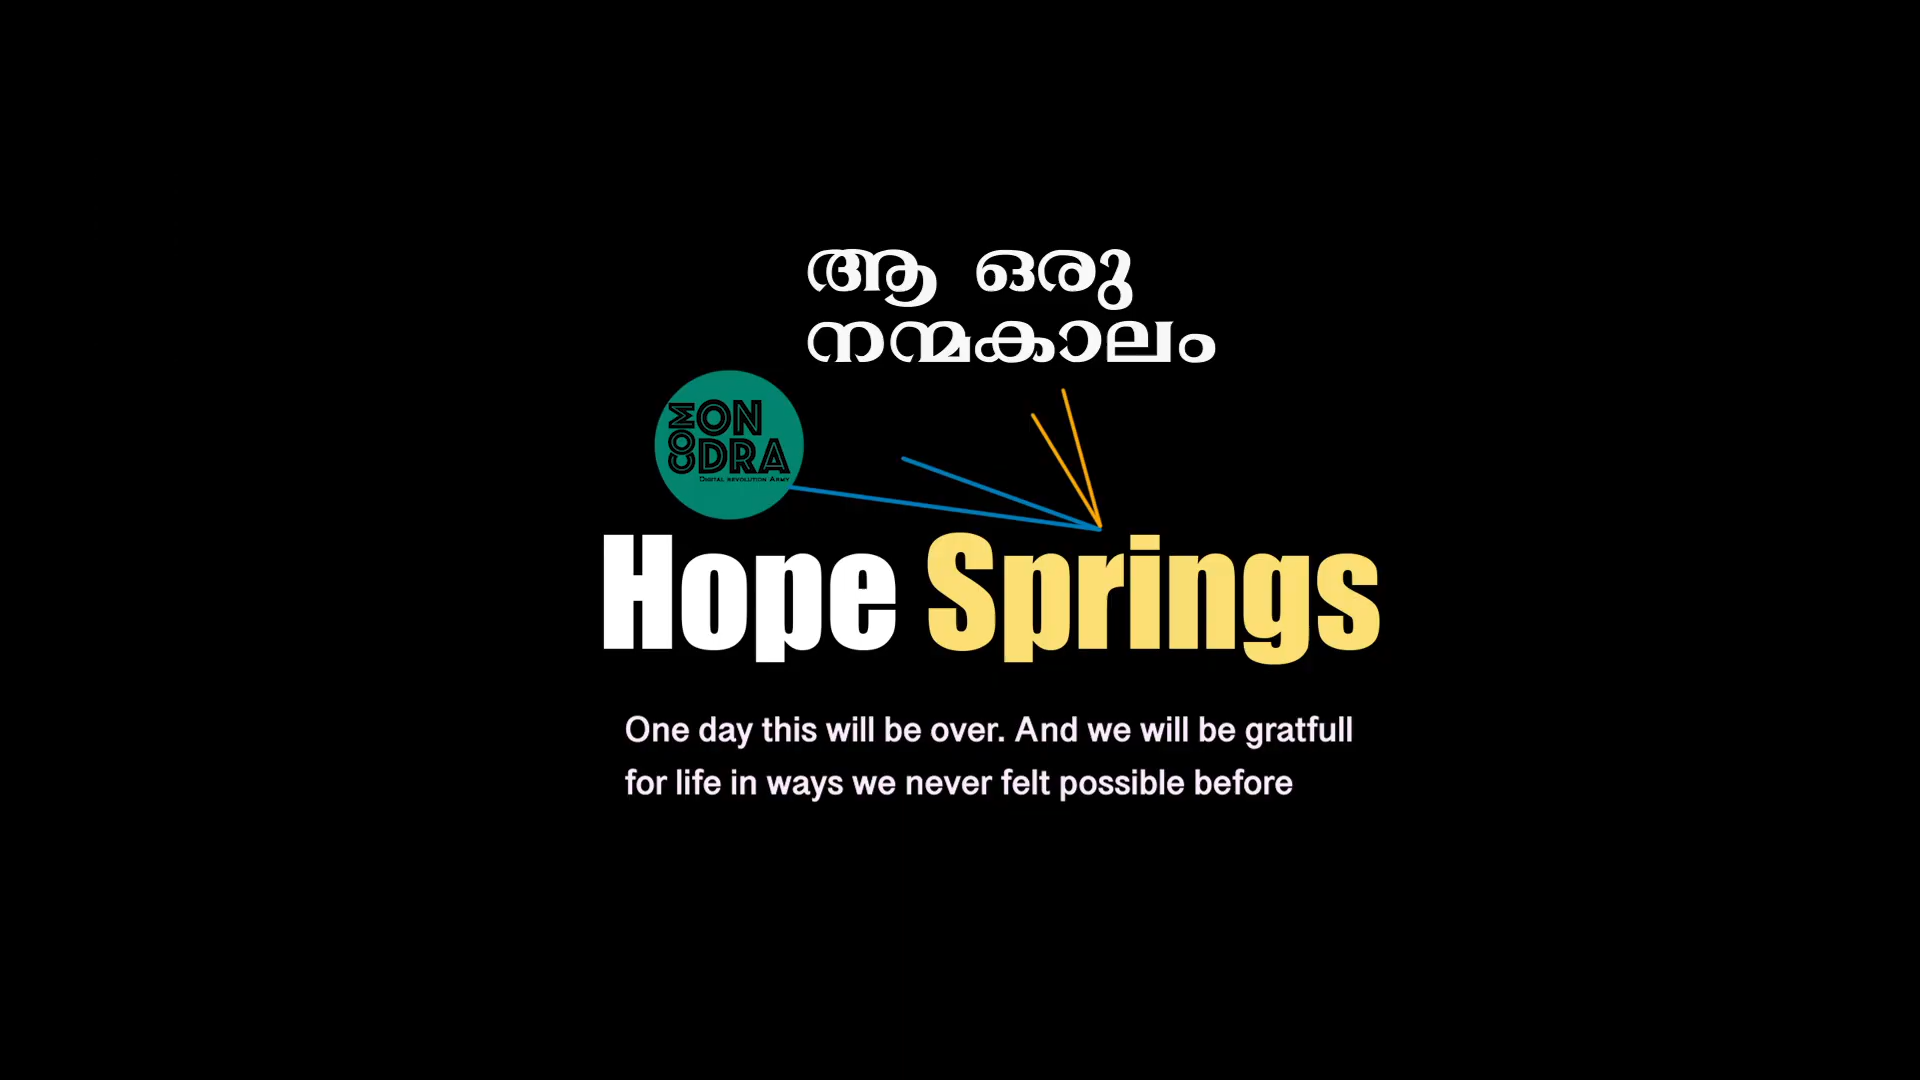 ആ ഒരു
നന്മകാലം
COM ON
DRA
Digital revolution Army
Hope Springs
One day this will be over. And we will be gratfull
for life in ways we never felt possible before